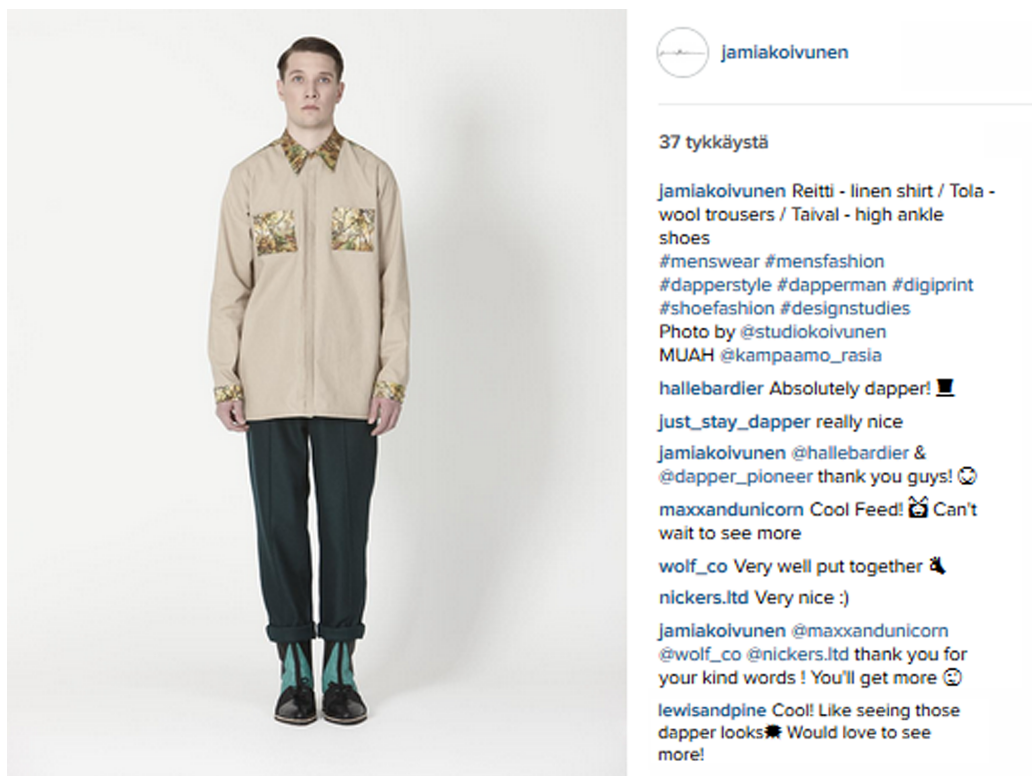 jamiakoivunen
37 tykkäystä
jamiakoivunen Reitti - linen shirt / Tola -
wool trousers / Taival - high ankle
shoes
#menswear #mensfashion
#dapperstyle #dapperman #digiprint
#shoefashion #designstudies
Photo by @studiokoivunen
MUAH @kampaamo_rasia
hallebardier Absolutely dapper! 🎩
just_stay_dapper really nice
jamiakoivunen @hallebardier &
@dapper_pioneer thank you guys!
maxxandunicorn Cool Feed! Can't
wait to see more
wolf_co Very well put together
nickers.ltd Very nice :)
jamiakoivunen @maxxandunicorn
@wolf_co @nickers.ltd thank you for
your kind words ! You'll get more
lewisandpine Cool! Like seeing those
dapper looks Would love to see
more!